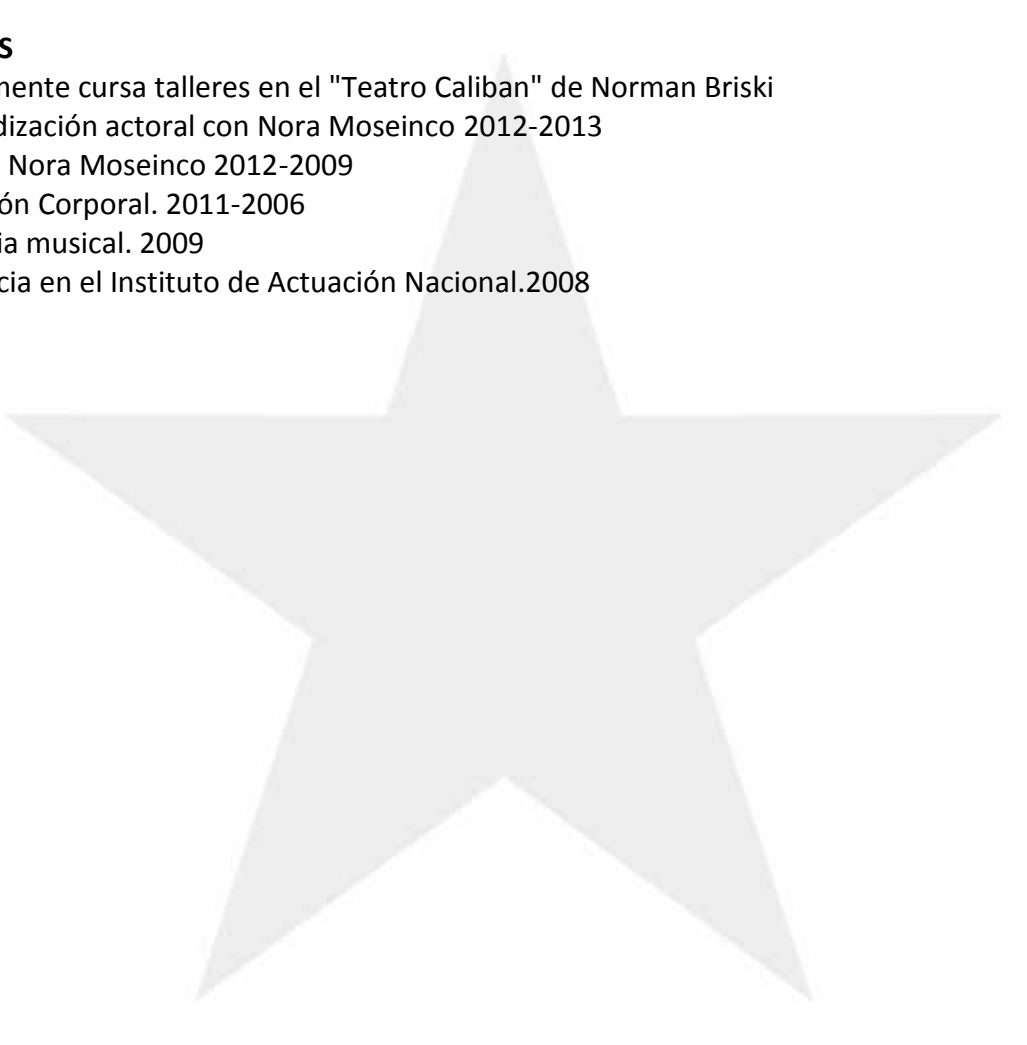 S
mente cursa talleres en el "Teatro Caliban" de Norman Briski
dización actoral con Nora Moseinco 2012-2013
Nora Moseinco 2012-2009
ón Corporal. 2011-2006
ia musical. 2009
cia en el Instituto de Actuación Nacional.2008